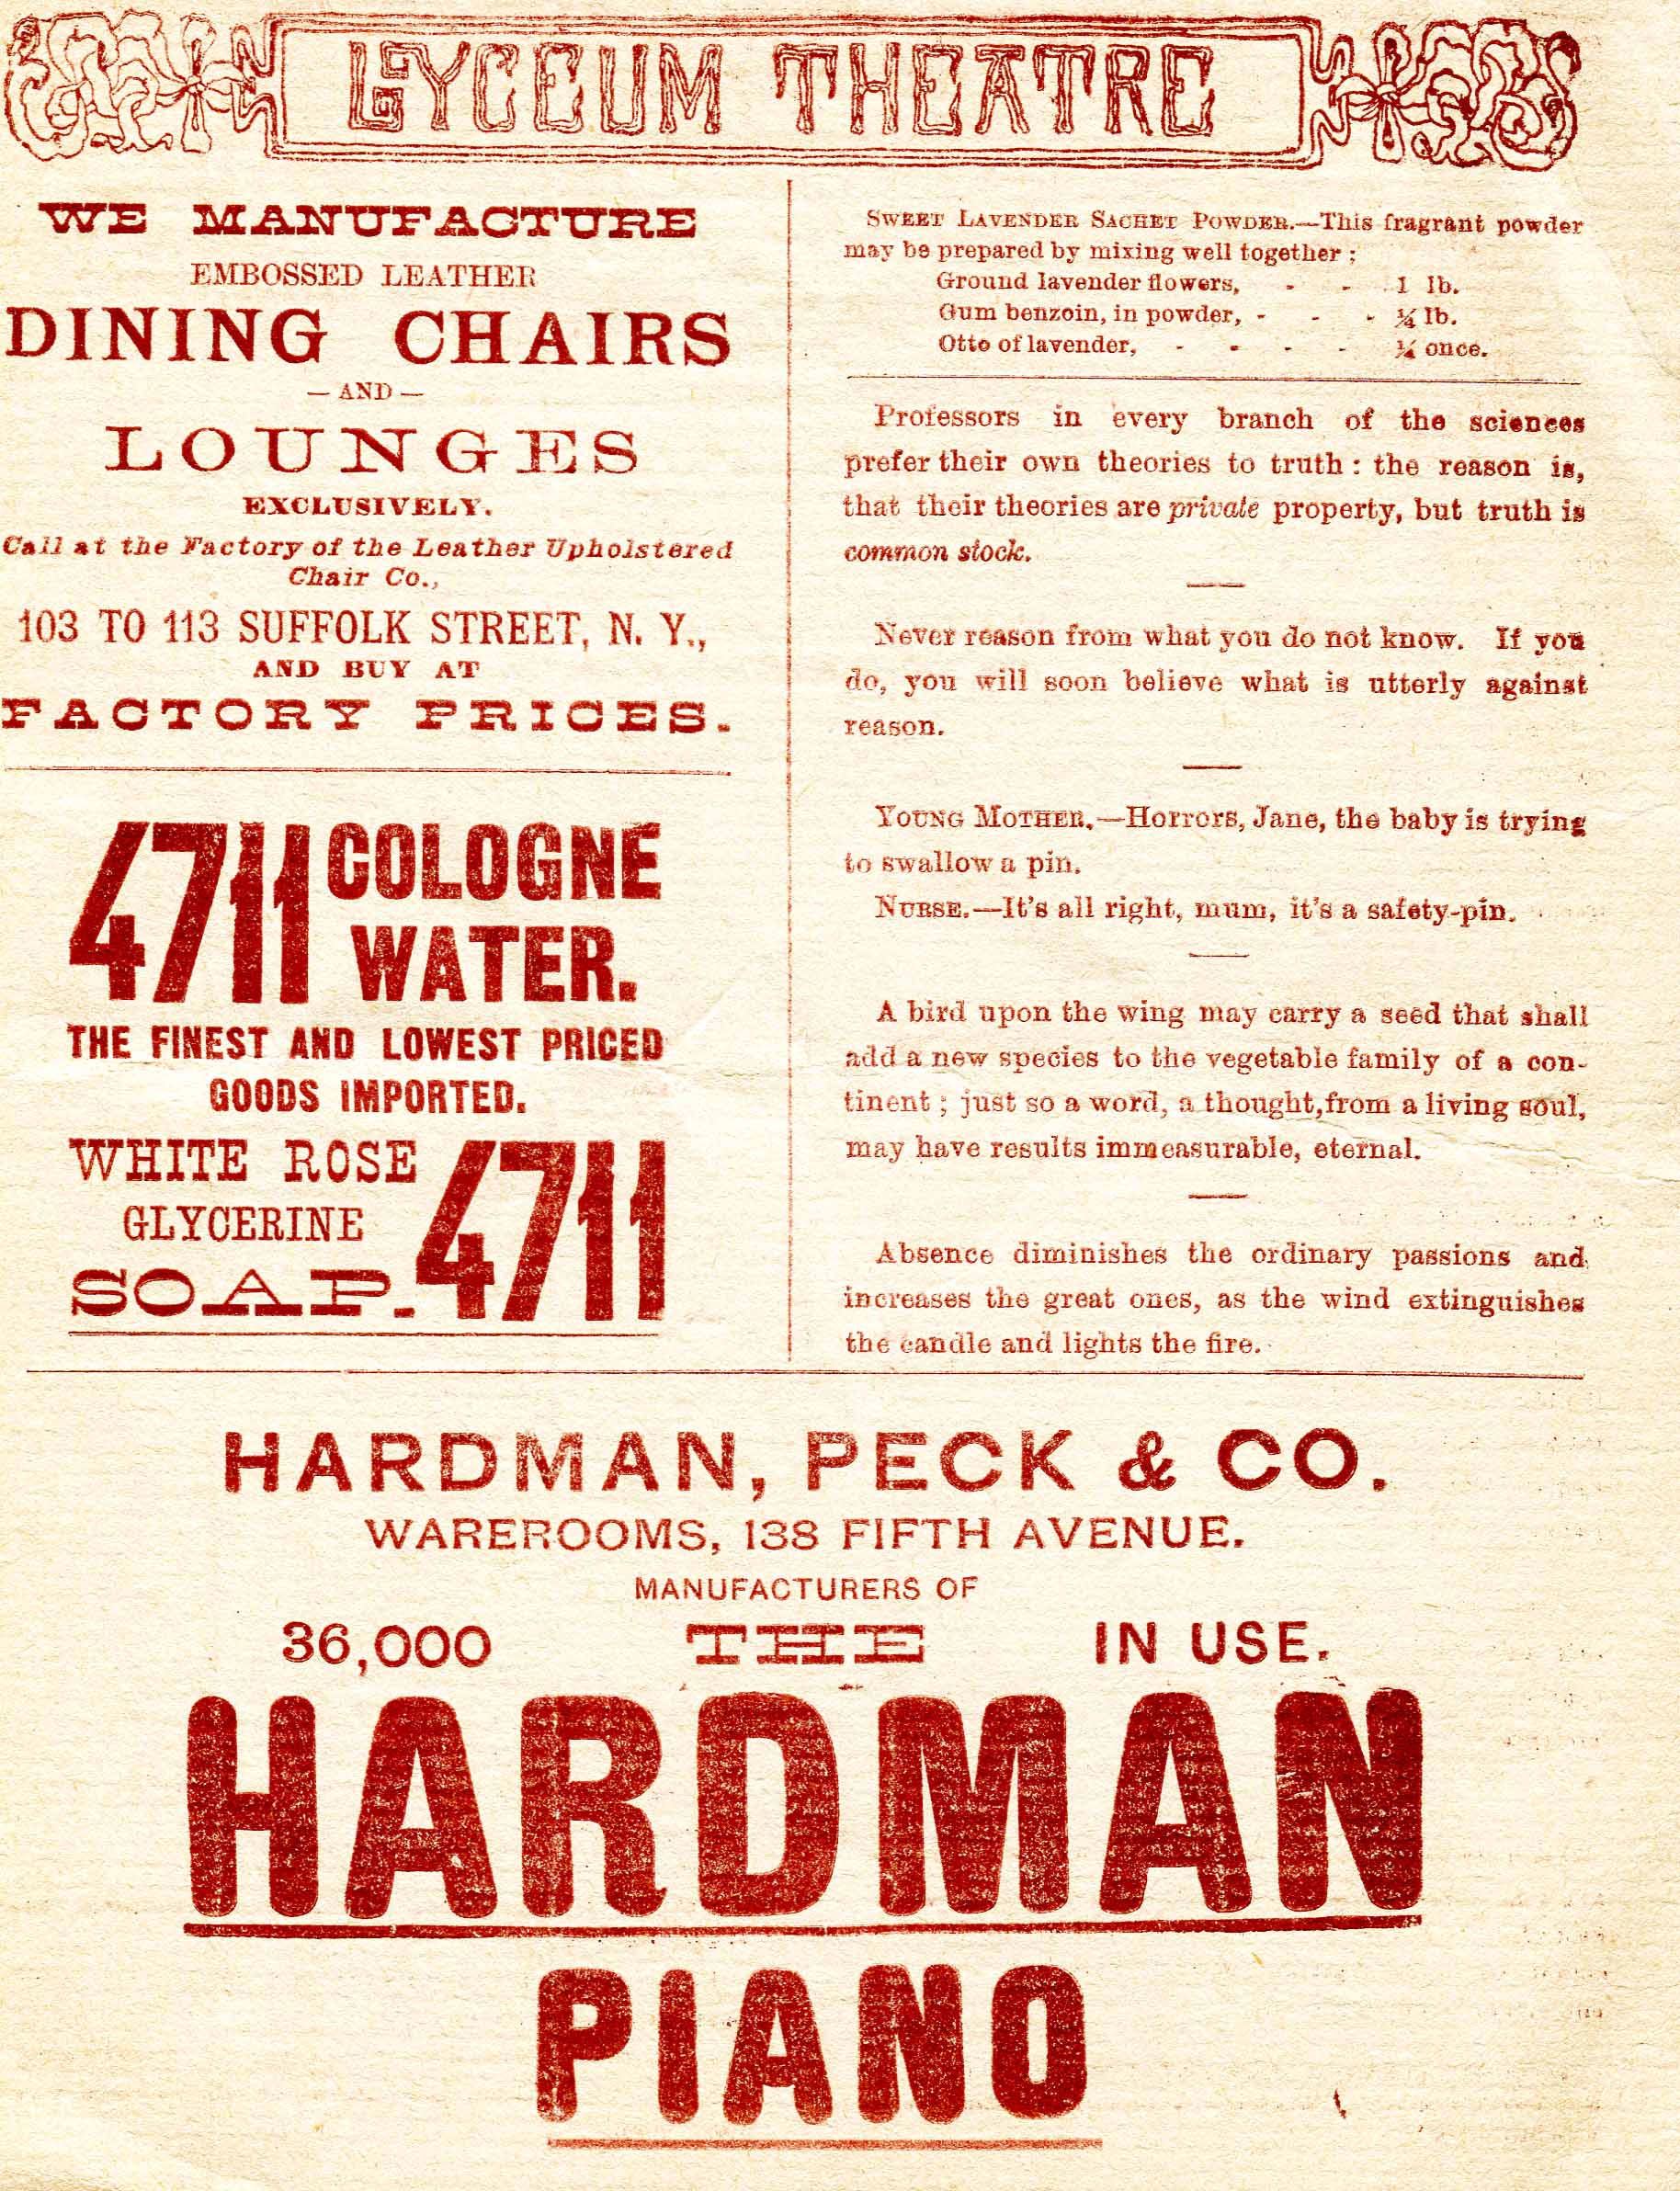 LYCEUM THEATRE
WE MANUFACTURE
EMBOSSED LEATHER
DINING CHAIRS
— AND —
LOUNGES
EXCLUSIVELY.
Call at the Factory of the Leather Upholstered
Chair Co.,
103 TO 113 SUFFOLK STREET, N. Y.,
AND BUY AT
FACTORY PRICES.
4711 COLOGNE
WATER.
THE FINEST AND LOWEST PRICED
GOODS IMPORTED.
WHITE ROSE
GLYCERINE
SOAP. 4711
SWEET LAVENDER SACHET POWDER.—This fragrant powder
may be prepared by mixing well together ;
Ground lavender flowers, - - 1 lb.
Gum benzoin, in powder, - - - ¼ lb.
Otto of lavender, - - - - ¼ once.
Professors in every branch of the sciences
prefer their own theories to truth : the reason is,
that their theories are private property, but truth is
common stock.
Never reason from what you do not know. If you
do, you will soon believe what is utterly against
reason.
YOUNG MOTHER.—Horrors, Jane, the baby is trying
to swallow a pin.
NURSE.—It's all right, mum, it's a safety-pin.
A bird upon the wing may carry a seed that shall
add a new species to the vegetable family of a con-
tinent ; just so a word, a thought,from a living soul,
may have results immeasurable, eternal.
Absence diminishes the ordinary passions and
increases the great ones, as the wind extinguishes
the candle and lights the fire.
HARDMAN, PECK & CO.
WAREROOMS, 138 FIFTH AVENUE.
MANUFACTURERS OF
36,000 THE IN USE.
HARDMAN
PIANO